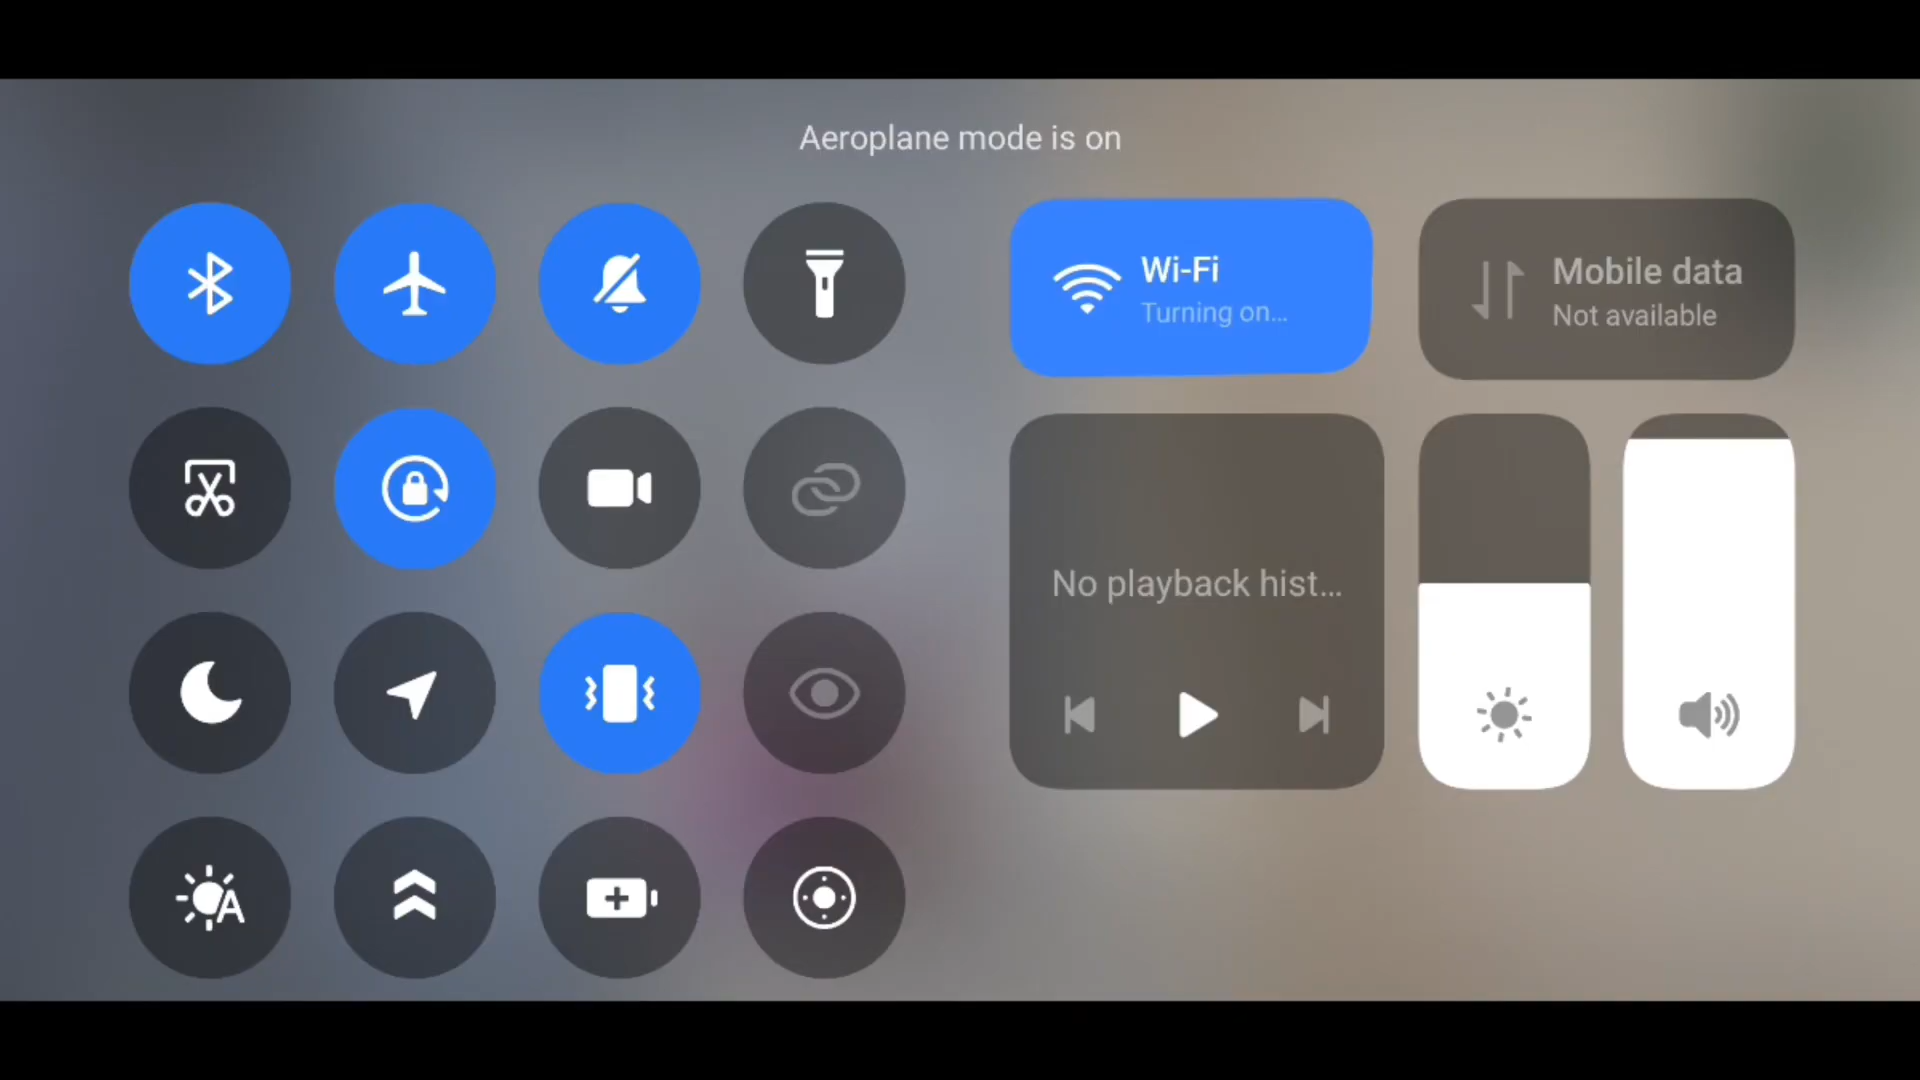 Aeroplane mode is on
Wi-Fi
Turning on...
Mobile data
Not available
No playback hist...
A